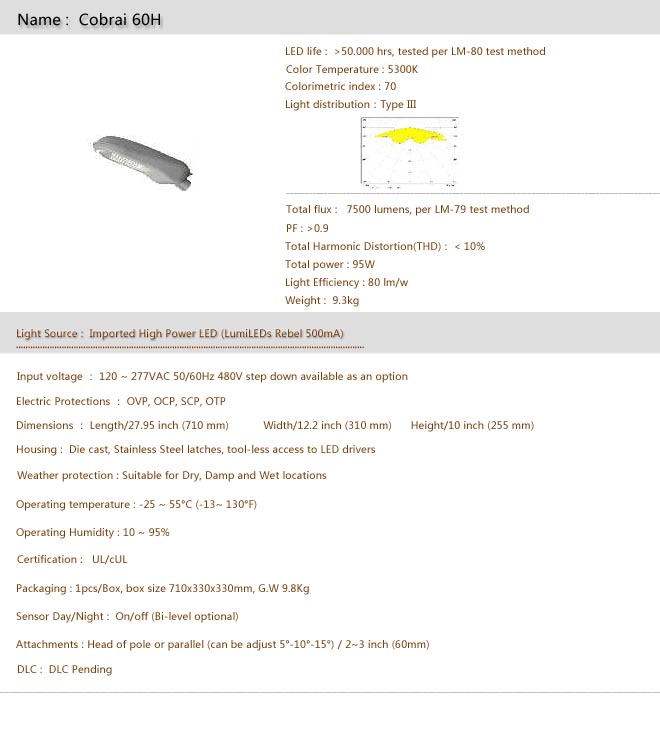 Name : Cobrai 60H
LED life : >50.000 hrs, tested per LM-80 test method
Color Temperature : 5300K
Colorimetric index : 70
Light distribution : Type III
Total flux : 7500 lumens, per LM-79 test method
PF : >0.9
Total Harmonic Distortion(THD) : < 10%
Total power : 95W
Light Efficiency : 80 lm/w
Weight : 9.3kg
Light Source : Imported High Power LED (LumiLEDs Rebel 500mA)
Input voltage : 120 ~ 277VAC 50/60Hz 480V step down available as an option
Electric Protections : OVP, OCP, SCP, OTP
Dimensions : Length/27.95 inch (710 mm) Width/12.2 inch (310 mm) Height/10 inch (255 mm)
Housing : Die cast, Stainless Steel latches, tool-less access to LED drivers
Weather protection : Suitable for Dry, Damp and Wet locations
Operating temperature : -25 ~ 55°C (-13~ 130°F)
Operating Humidity : 10 ~ 95%
Certification : UL/cUL
Packaging : 1pcs/Box, box size 710x330x330mm, G.W 9.8Kg
Sensor Day/Night : On/off (Bi-level optional)
Attachments : Head of pole or parallel (can be adjust 5°-10°-15°) / 2~3 inch (60mm)
DLC : DLC Pending